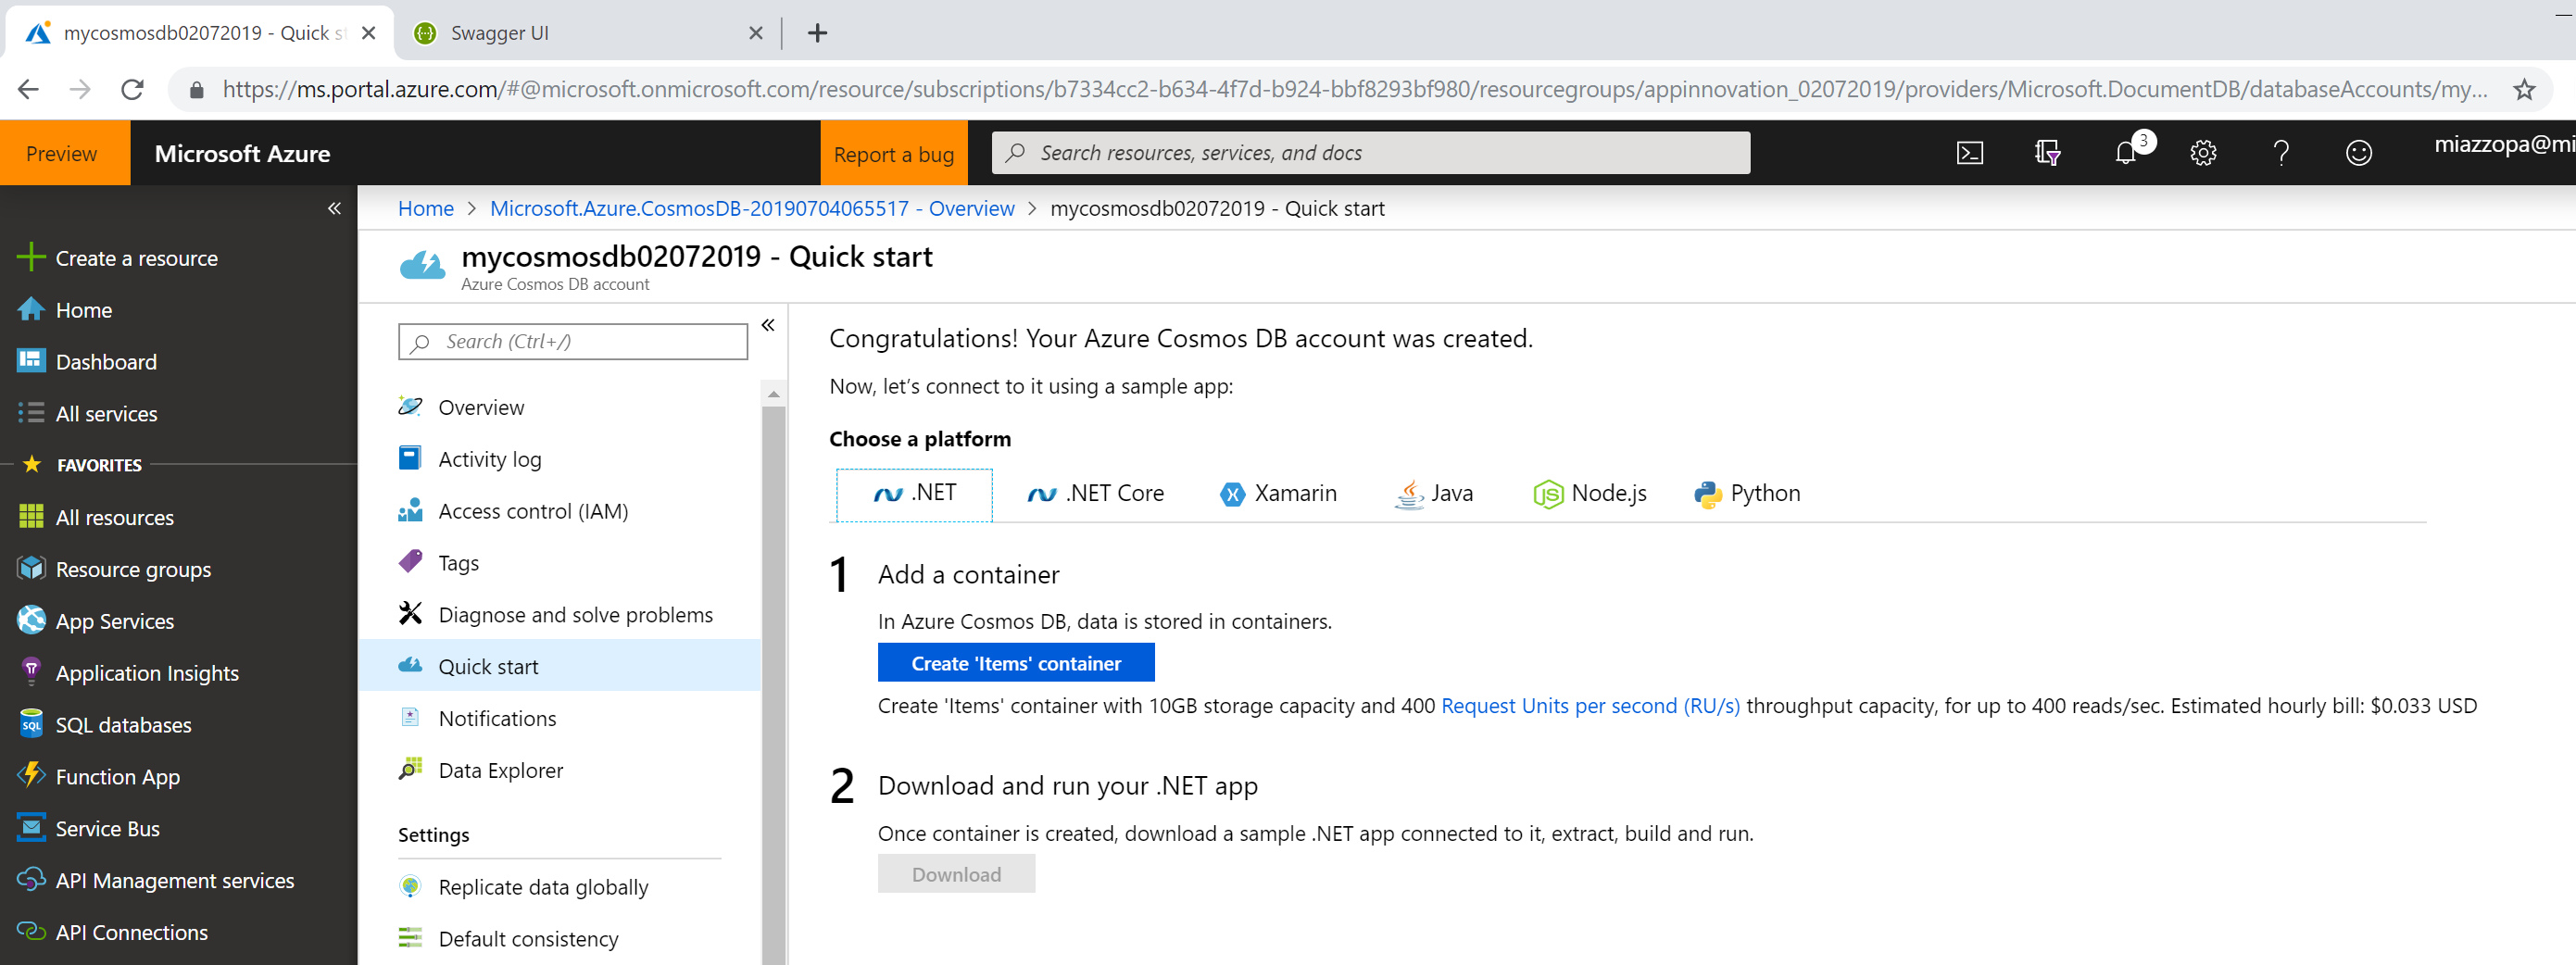 mycosmosdb02072019 - Quick st
Swagger UI
https://ms.portal.azure.com/#@microsoft.onmicrosoft.com/resource/subscriptions/b7334cc2-b634-4f7d-b924-bbf8293bf980/resourcegroups/appinnovation_02072019/providers/Microsoft.DocumentDB/databaseAccounts/my...
Preview
Microsoft Azure
Report a bug
Search resources, services, and docs
3
miazzopa@mi
Home > Microsoft.Azure.CosmosDB-20190704065517 - Overview > mycosmosdb02072019 - Quick start
mycosmosdb02072019 - Quick start
Azure Cosmos DB account
Create a resource
Home
Dashboard
All services
FAVORITES
All resources
Resource groups
App Services
Application Insights
SQL databases
SQL
Function App
Service Bus
API Management services
API Connections
Search (Ctrl+/)
Overview
Activity log
Access control (IAM)
Tags
Diagnose and solve problems
Quick start
Notifications
Data Explorer
Settings
Replicate data globally
Default consistency
Congratulations! Your Azure Cosmos DB account was created.
Now, let's connect to it using a sample app:
Choose a platform
.NET
.NET Core
Xamarin
Java
Node.js
Python
1 Add a container
In Azure Cosmos DB, data is stored in containers.
Create 'Items' container
Create 'Items' container with 10GB storage capacity and 400 Request Units per second (RU/s) throughput capacity, for up to 400 reads/sec. Estimated hourly bill: $0.033 USD
2 Download and run your .NET app
Once container is created, download a sample .NET app connected to it, extract, build and run.
Download